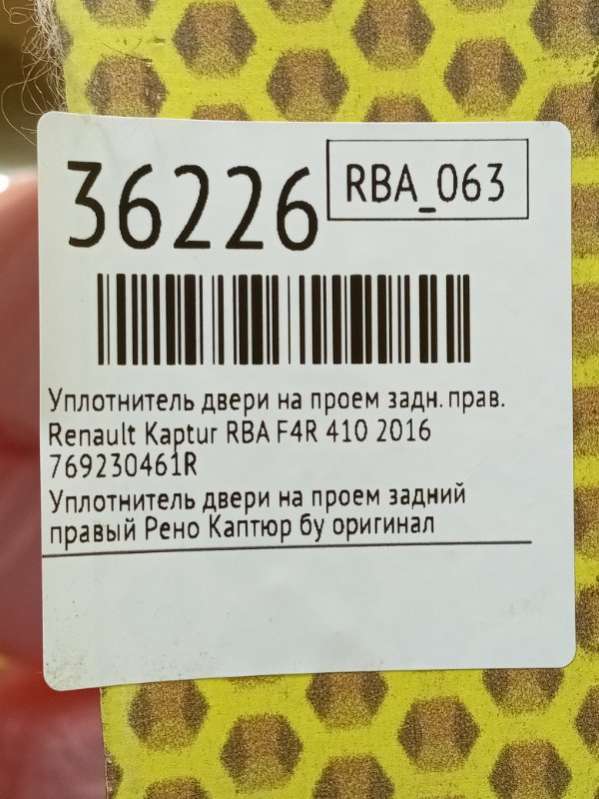 36226
RBA_063
Уплотнитель двери на проем задн. прав.
Renault Kaptur RBA F4R 410 2016
769230461R
Уплотнитель двери на проем задний
правый Рено Каптюр бу оригинал